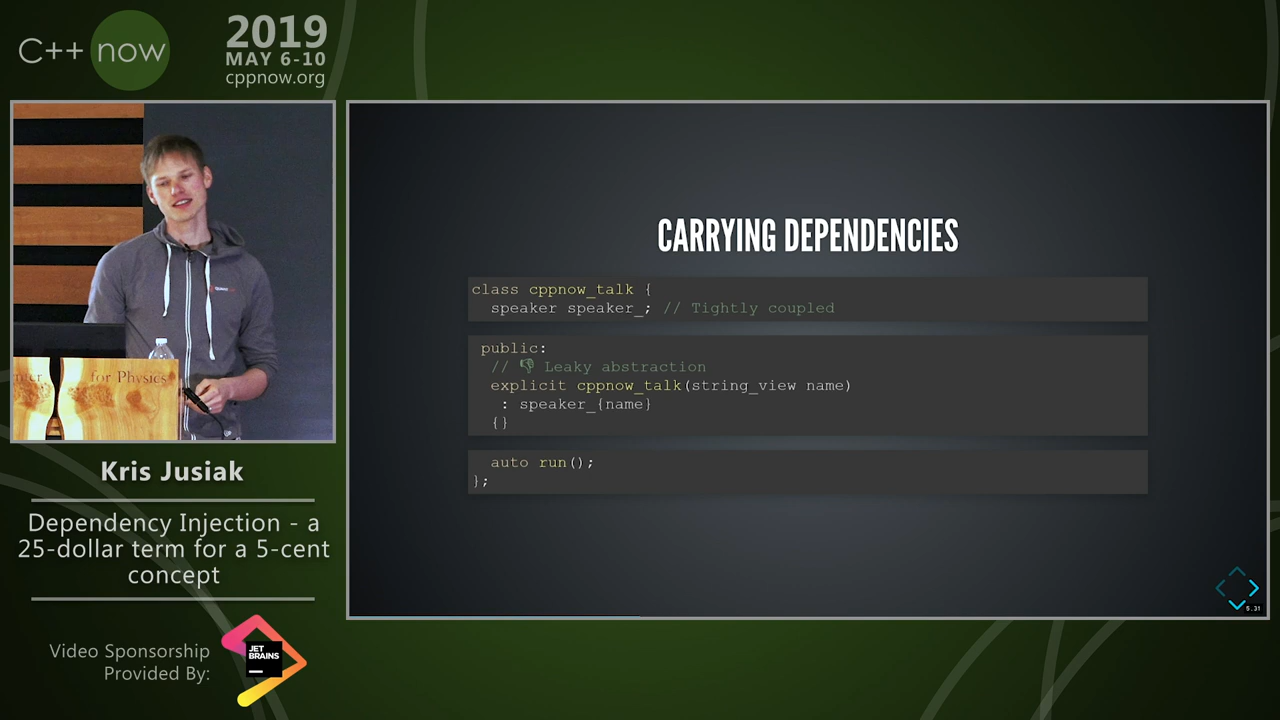 C++ now
2019
MAY 6-10
cppnow.org
for Physics
Kris Jusiak
Dependency Injection - a
25-dollar term for a 5-cent
concept
Video Sponsorship
Provided By:
JET
BRAINS
CARRYING DEPENDENCIES
class cppnow_talk {
speaker speaker_; // Tightly coupled
public:
// 👎 Leaky abstraction
explicit cppnow_talk(string_view name)
: speaker_{name}
{}
auto run();
};
5.31